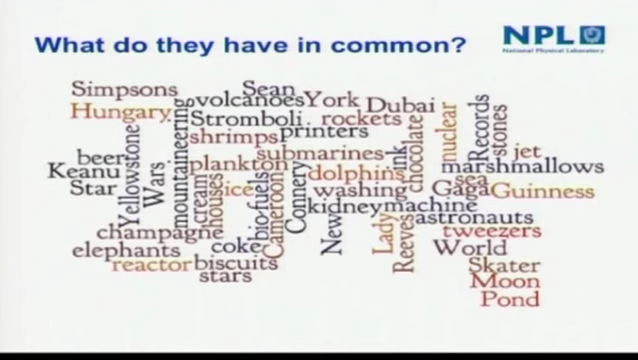 What do they have in common?
NPL
National Physical Laboratory
Simpsons
Sean
volcanoes
York
Dubai
Hungary
mountaineering
Stromboli
rockets
chocolate
nuclear
Records
stones
shrimps
printers
beer
Yellowstone
Wars
submarines
ink
jet
Keanu
plankton
dolphins
marshmallows
Star
cream
houses
ice
bio-fuels
Cameroon
Connery
washing
sea
Gaga
Guinness
kidney
machine
New
Lady
Reeves
astronauts
champagne
tweezers
elephants
coke
World
reactor
biscuits
Skater
stars
Moon
Pond